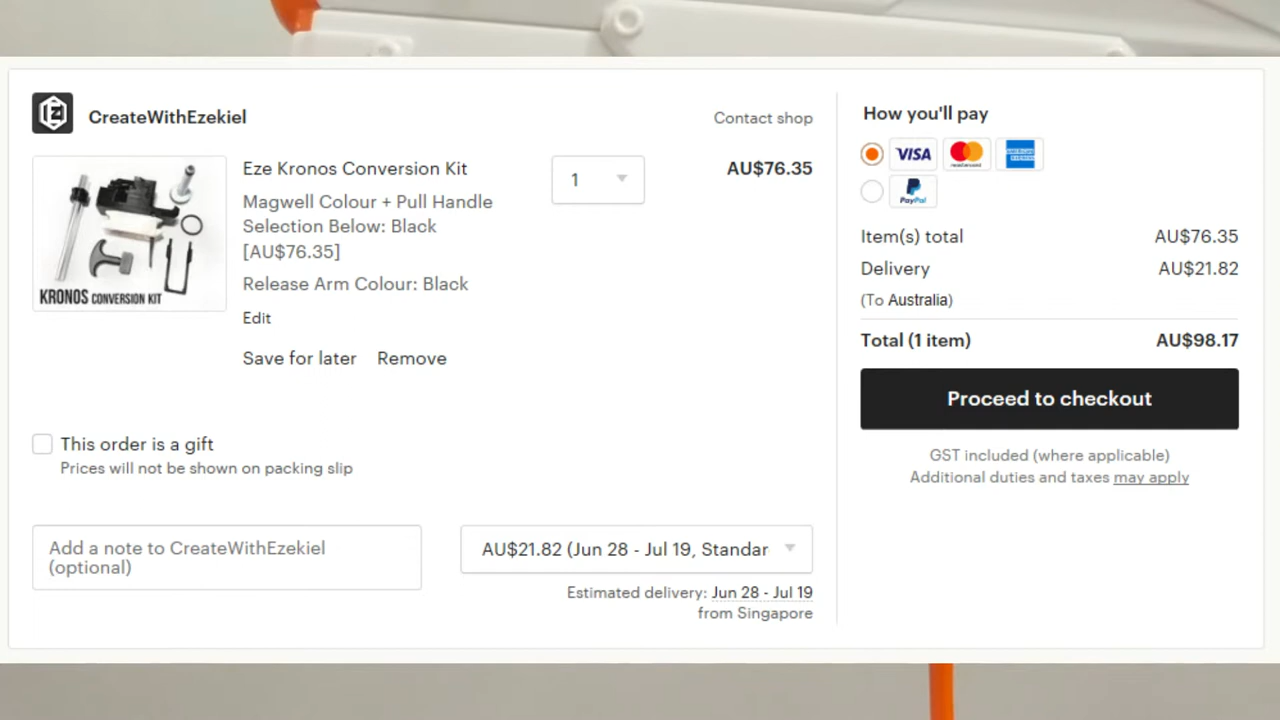 CreateWithEzekiel
Contact shop
KRONOS CONVERSION KIT
Eze Kronos Conversion Kit
Magwell Colour + Pull Handle
Selection Below: Black
[AU$76.35]
Release Arm Colour: Black
Edit
Save for later Remove
1
AU$76.35
This order is a gift
Prices will not be shown on packing slip
Add a note to CreateWithEzekiel
(optional)
AU$21.82 (Jun 28 - Jul 19, Standar
Estimated delivery: Jun 28 - Jul 19
from Singapore
How you'll pay
VISA mastercard AMERICAN EXPRESS
PayPal
Item(s) total AU$76.35
Delivery AU$21.82
(To Australia)
Total (1 item) AU$98.17
Proceed to checkout
GST included (where applicable)
Additional duties and taxes may apply